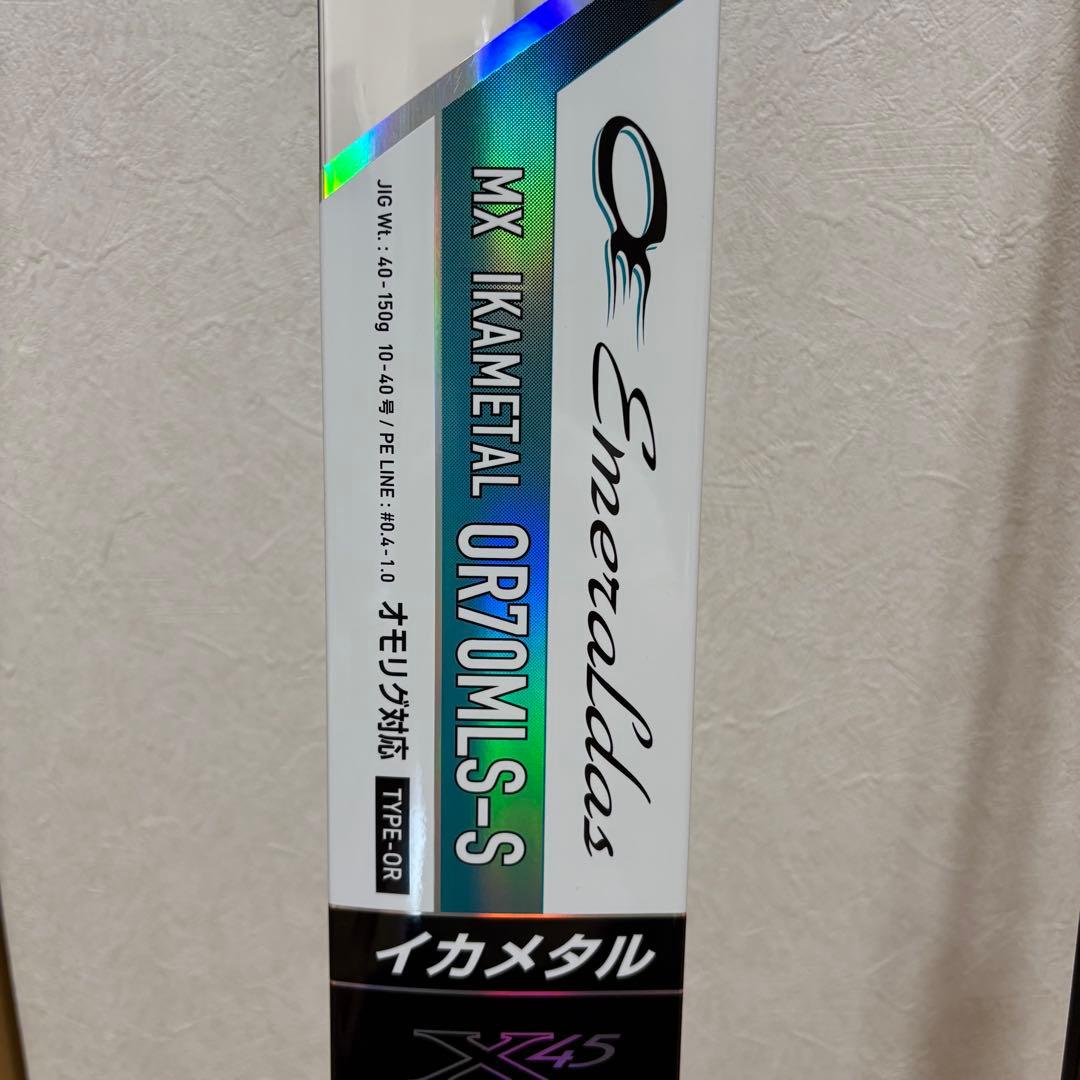 Emeraldas
MX IKAMETAL OR70MLS-S
JIG Wt. : 40-150g 10-40号 / PE LINE : #0.4-1.0 オモリグ対応 TYPE-OR
イカメタル
X45